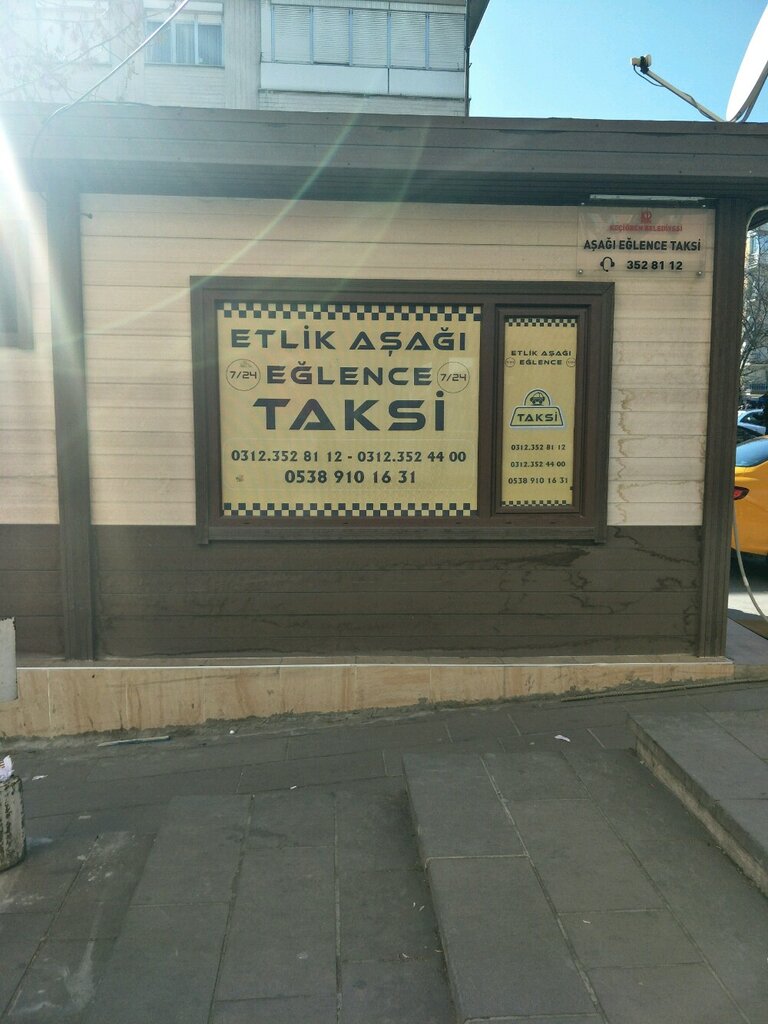 KEÇİÖREN BELEDİYESİ
AŞAĞI EĞLENCE TAKSİ
352 81 12
ETLİK AŞAĞI
7/24 EĞLENCE 7/24
TAKSİ
0312.352 81 12 - 0312.352 44 00
0538 910 16 31
ETLİK AŞAĞI
EĞLENCE
TAKSİ
0312.352 81 12
0312.352 44 00
0538 910 16 31